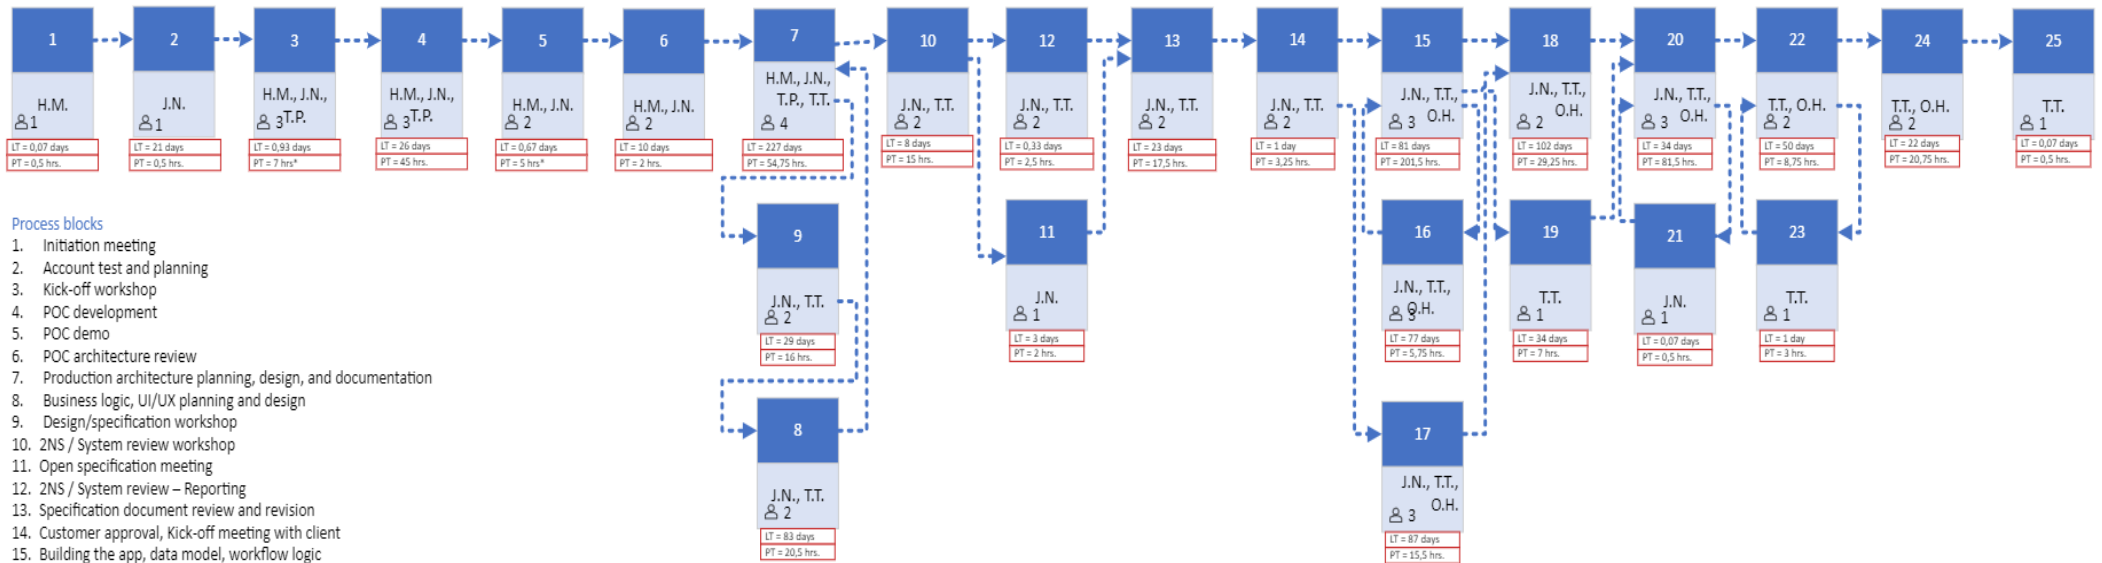 1
2
3
4
5
6
7
10
12
13
14
15
18
20
22
24
25
H.M.
1
J.N.
1
H.M., J.N.,
3 T.P.
H.M., J.N.,
3 T.P.
H.M., J.N.
2
H.M., J.N.
2
H.M., J.N.,
T.P., T.T.
4
J.N., T.T.
2
J.N., T.T.
2
J.N., T.T.
2
J.N., T.T.
2
J.N., T.T.,
O.H.
3
J.N., T.T.,
O.H.
2
J.N., T.T.,
3 O.H.
T.T., O.H.
2
T.T., O.H.
2
T.T.
1
LT = 0,07 days
PT = 0,5 hrs.
LT = 21 days
PT = 0,5 hrs.
LT = 0,93 days
PT = 7 hrs*
LT = 26 days
PT = 45 hrs.
LT = 0,67 days
PT = 5 hrs*
LT = 10 days
PT = 2 hrs.
LT = 227 days
PT = 54,75 hrs.
LT = 8 days
PT = 15 hrs.
LT = 0,33 days
PT = 2,5 hrs.
LT = 23 days
PT = 17,5 hrs.
LT = 1 day
PT = 3,25 hrs.
LT = 81 days
PT = 201,5 hrs.
LT = 102 days
PT = 29,25 hrs.
LT = 34 days
PT = 81,5 hrs.
LT = 50 days
PT = 8,75 hrs.
LT = 22 days
PT = 20,75 hrs.
LT = 0,07 days
PT = 0,5 hrs.
9
J.N., T.T.
2
LT = 29 days
PT = 16 hrs.
11
J.N.
1
LT = 3 days
PT = 2 hrs.
16
J.N., T.T.,
O.H.
3
LT = 77 days
PT = 5,75 hrs.
19
T.T.
1
LT = 34 days
PT = 7 hrs.
21
J.N.
1
LT = 0,07 days
PT = 0,5 hrs.
23
T.T.
1
LT = 1 day
PT = 3 hrs.
8
J.N., T.T.
2
LT = 83 days
PT = 20,5 hrs.
17
J.N., T.T.,
O.H.
3
LT = 87 days
PT = 15,5 hrs.
Process blocks
1. Initiation meeting
2. Account test and planning
3. Kick-off workshop
4. POC development
5. POC demo
6. POC architecture review
7. Production architecture planning, design, and documentation
8. Business logic, UI/UX planning and design
9. Design/specification workshop
10. 2NS / System review workshop
11. Open specification meeting
12. 2NS / System review – Reporting
13. Specification document review and revision
14. Customer approval, Kick-off meeting with client
15. Building the app, data model, workflow logic